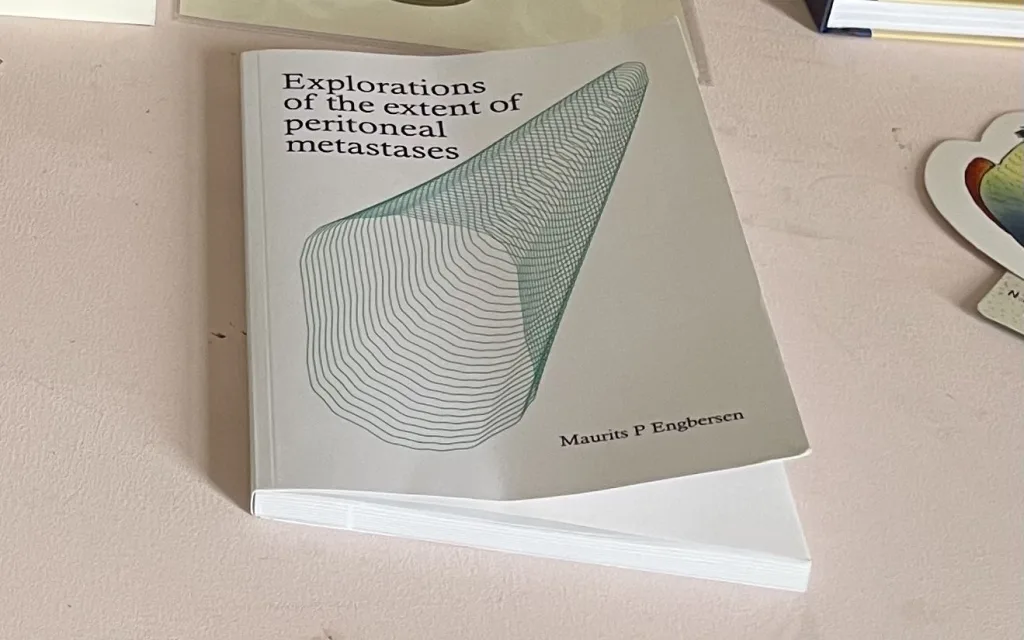 Explorations
of the extent of
peritoneal
metastases
Maurits P Engbersen